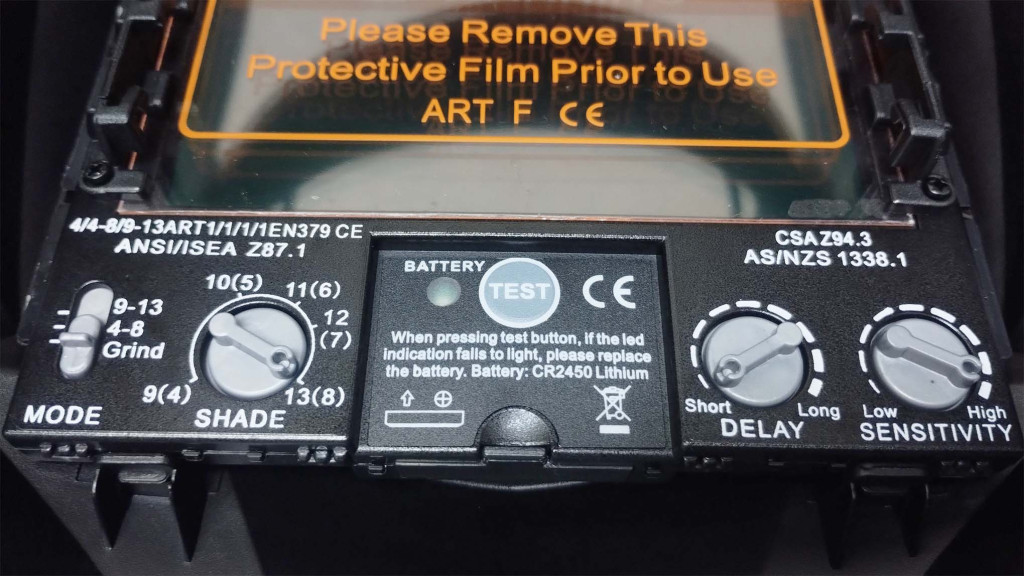 Please Remove This
Protective Film Prior to Use
ART F CE
4/4-8/9-13ART1/1/1/1EN379 CE
ANSI/ISEA Z87.1
9-13
4-8
Grind
MODE
10(5)
11(6)
12
(7)
9(4)
13(8)
SHADE
BATTERY
TEST
CE
When pressing test button, if the led
indication fails to light, please replace
the battery. Battery: CR2450 Lithium
CSA Z94.3
AS/NZS 1338.1
Short
Long
DELAY
Low
High
SENSITIVITY